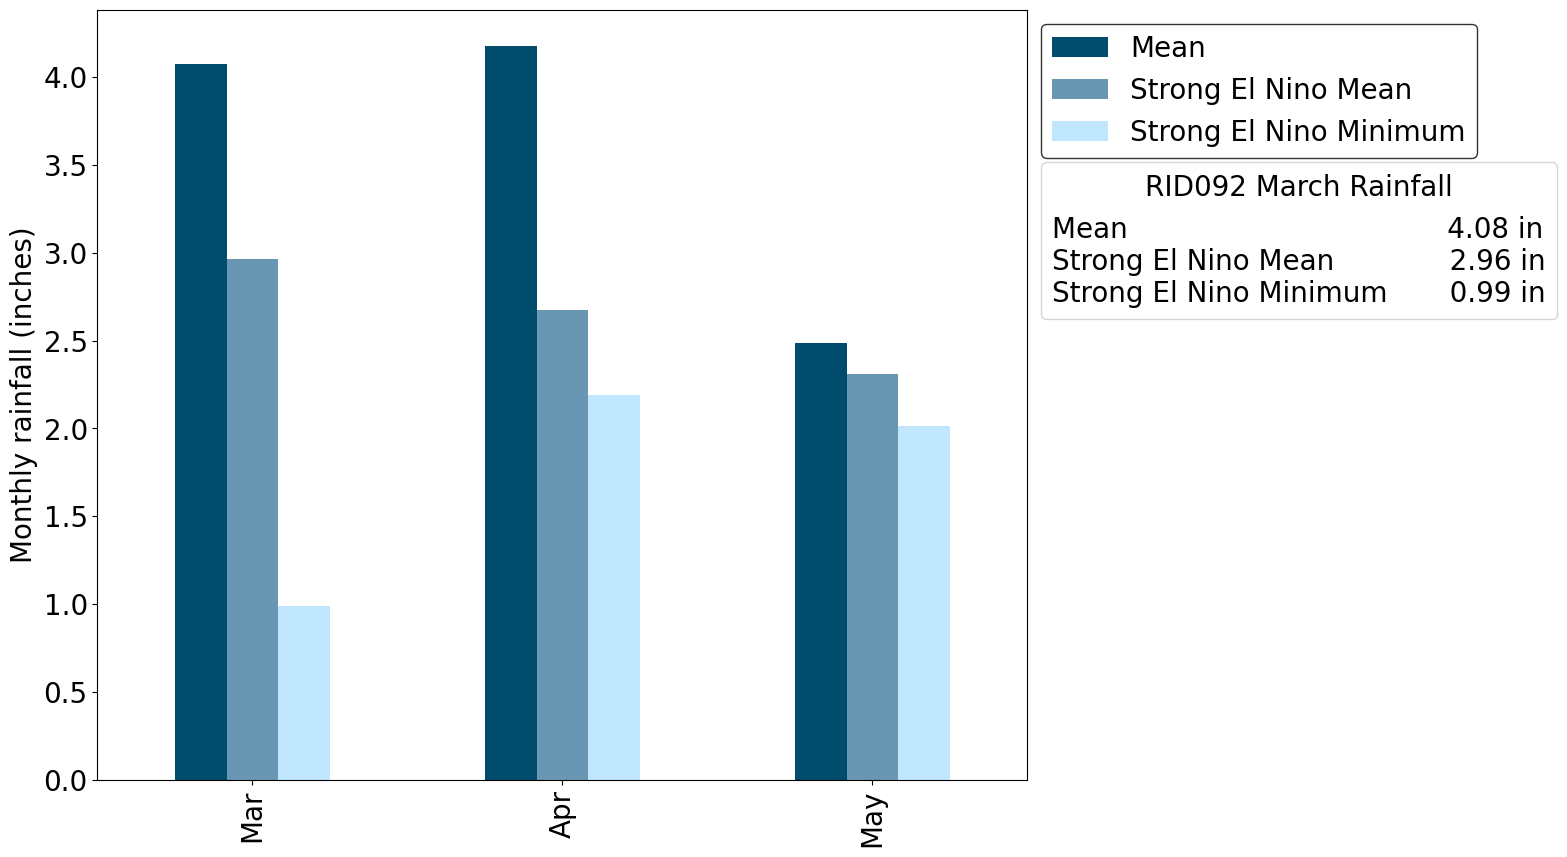 Monthly rainfall (inches)
4.0
3.5
3.0
2.5
2.0
1.5
1.0
0.5
0.0
Mar
Apr
May
Mean
Strong El Nino Mean
Strong El Nino Minimum
RID092 March Rainfall
Mean 4.08 in
Strong El Nino Mean 2.96 in
Strong El Nino Minimum 0.99 in